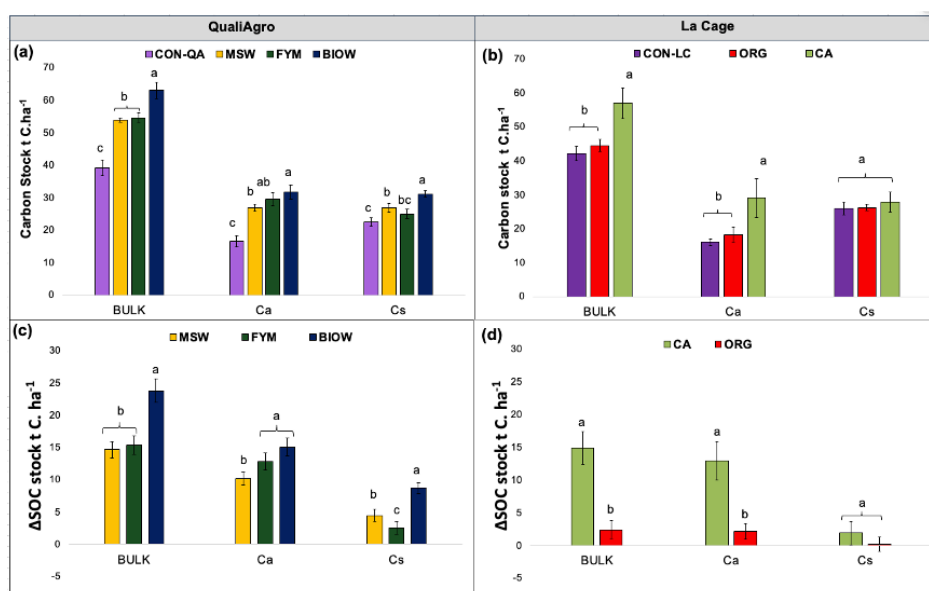 QualiAgro
La Cage
(a)
CON-QA MSW FYM BIOW
Carbon Stock t C.ha-1
70
60
50
40
30
20
10
0
c
b
a
c
b
ab
a
c
b
bc
a
BULK Ca Cs
(b)
CON-LC ORG CA
Carbon stock t C.ha-1
70
60
50
40
30
20
10
0
b
a
b
a
a
BULK Ca Cs
(c)
MSW FYM BIOW
ΔSOC stock t C. ha-1
30
25
20
15
10
5
0
-5
b
a
b
a
b
c
a
BULK Ca Cs
(d)
CA ORG
ΔSOC stock t C. ha-1
30
25
20
15
10
5
0
-5
a
b
a
b
a
BULK Ca Cs